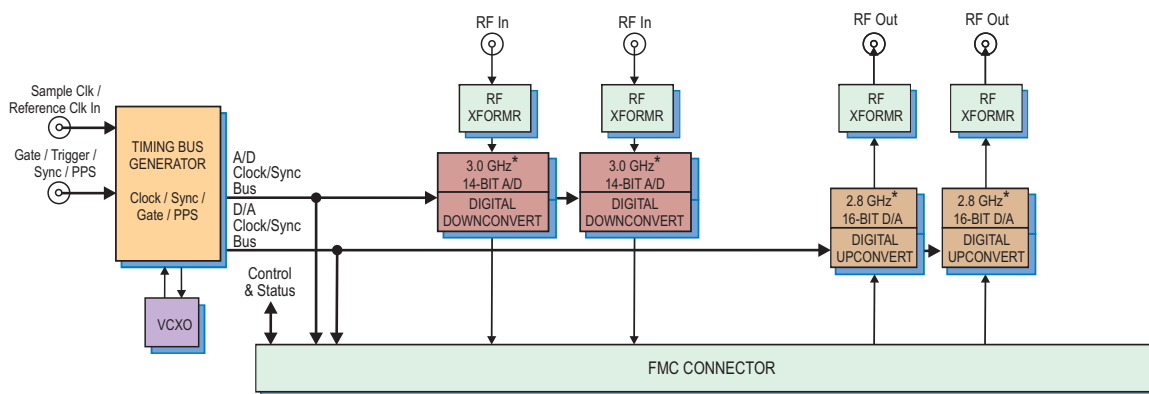 RF In
RF In
RF Out
RF Out
Sample Clk /
Reference Clk In
Gate / Trigger /
Sync / PPS
TIMING BUS
GENERATOR
Clock / Sync /
Gate / PPS
VCXO
A/D
Clock/Sync
Bus
D/A
Clock/Sync
Bus
Control
& Status
RF
XFORMR
RF
XFORMR
RF
XFORMR
RF
XFORMR
3.0 GHz*
14-BIT A/D
DIGITAL
DOWNCONVERT
3.0 GHz*
14-BIT A/D
DIGITAL
DOWNCONVERT
2.8 GHz*
16-BIT D/A
DIGITAL
UPCONVERT
2.8 GHz*
16-BIT D/A
DIGITAL
UPCONVERT
FMC CONNECTOR